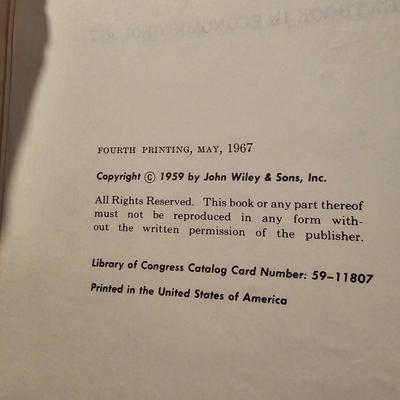 FOURTH PRINTING, MAY, 1967
Copyright © 1959 by John Wiley & Sons, Inc.
All Rights Reserved. This book or any part thereof
must not be reproduced in any form with-
out the written permission of the publisher.
Library of Congress Catalog Card Number: 59–11807
Printed in the United States of America